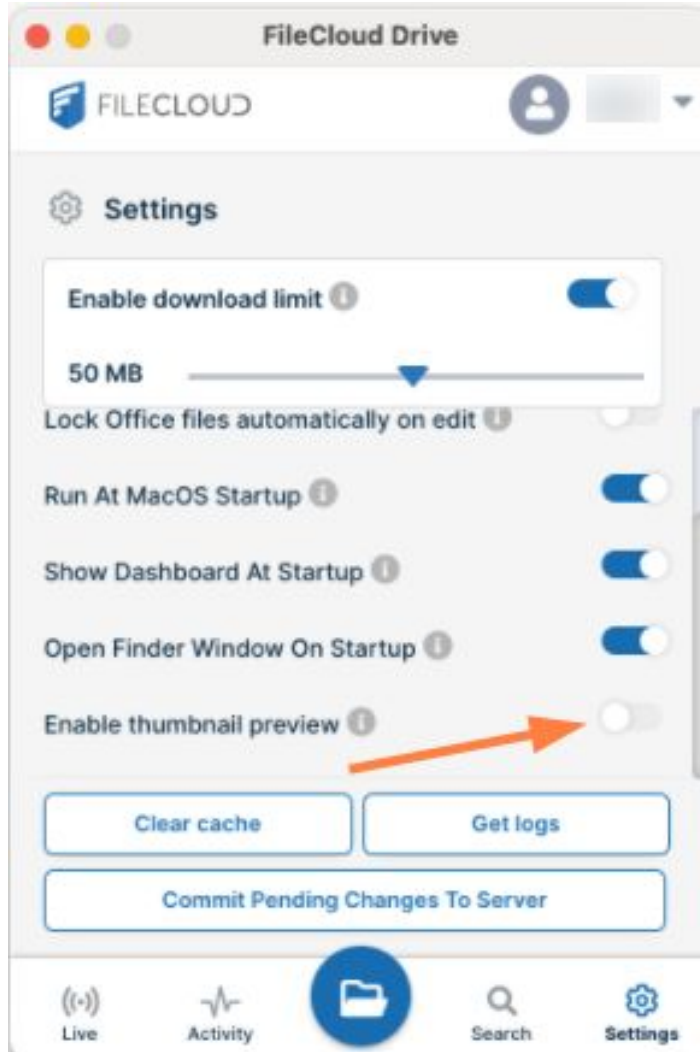 FileCloud Drive
FILECLOUD
Settings
Enable download limit
50 MB
Lock Office files automatically on edit
Run At MacOS Startup
Show Dashboard At Startup
Open Finder Window On Startup
Enable thumbnail preview
Clear cache
Get logs
Commit Pending Changes To Server
Live
Activity
Search
Settings